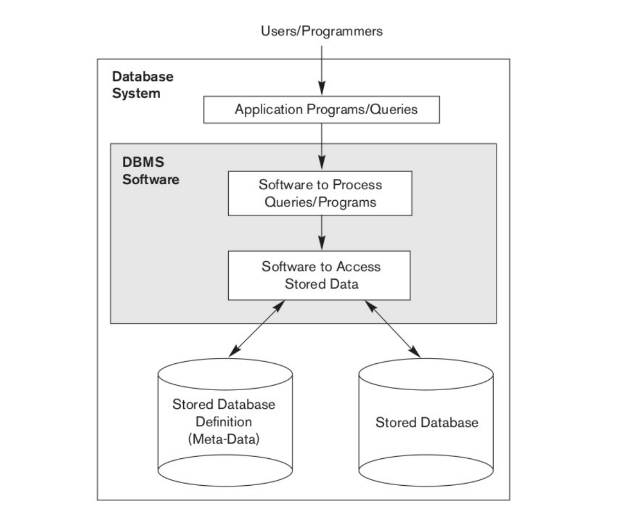 Users/Programmers
Database
System
Application Programs/Queries
DBMS
Software
Software to Process
Queries/Programs
Software to Access
Stored Data
Stored Database
Definition
(Meta-Data)
Stored Database